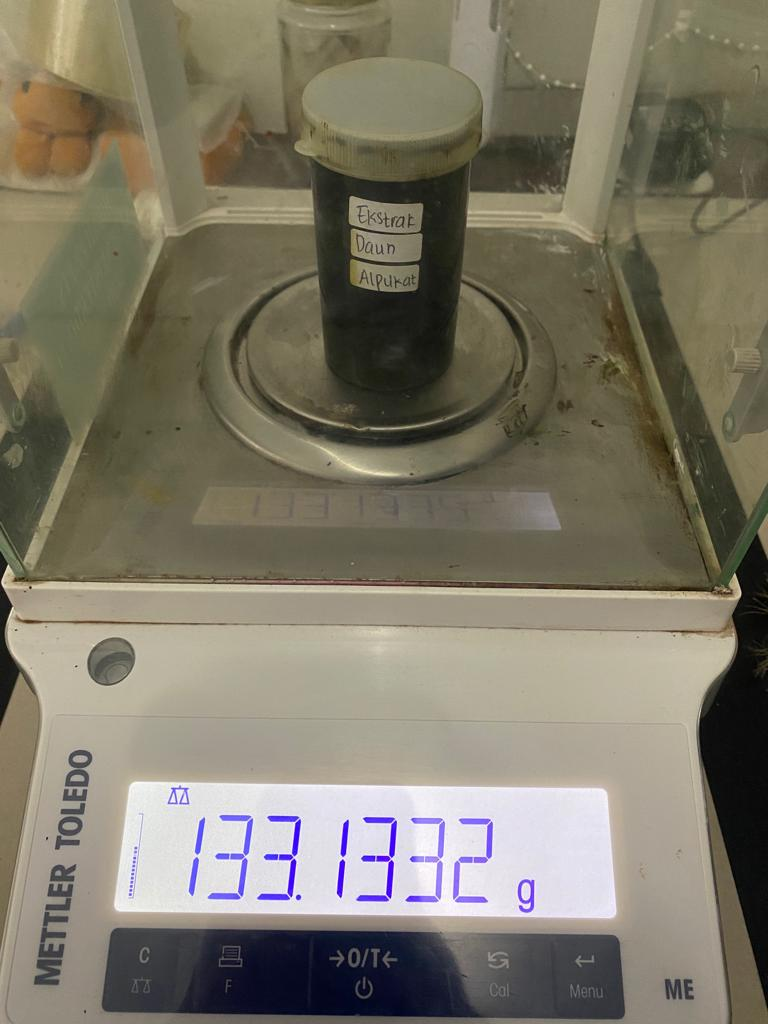 Ekstrak
Daun
Alpukat
133.1332 g
METTLER TOLEDO
C
F
→0/T←
Cal
Menu
ME